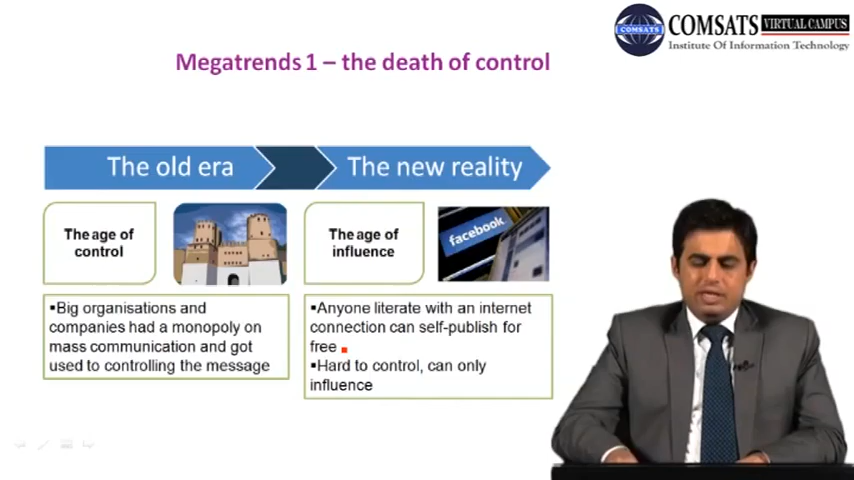 COMSATS VIRTUAL CAMPUS
COMSATS
Institute Of Information Technology
Megatrends 1 – the death of control
The old era
The new reality
The age of
control
The age of
influence
facebook
▪Big organisations and
companies had a monopoly on
mass communication and got
used to controlling the message
▪Anyone literate with an internet
connection can self-publish for
free
▪Hard to control, can only
influence